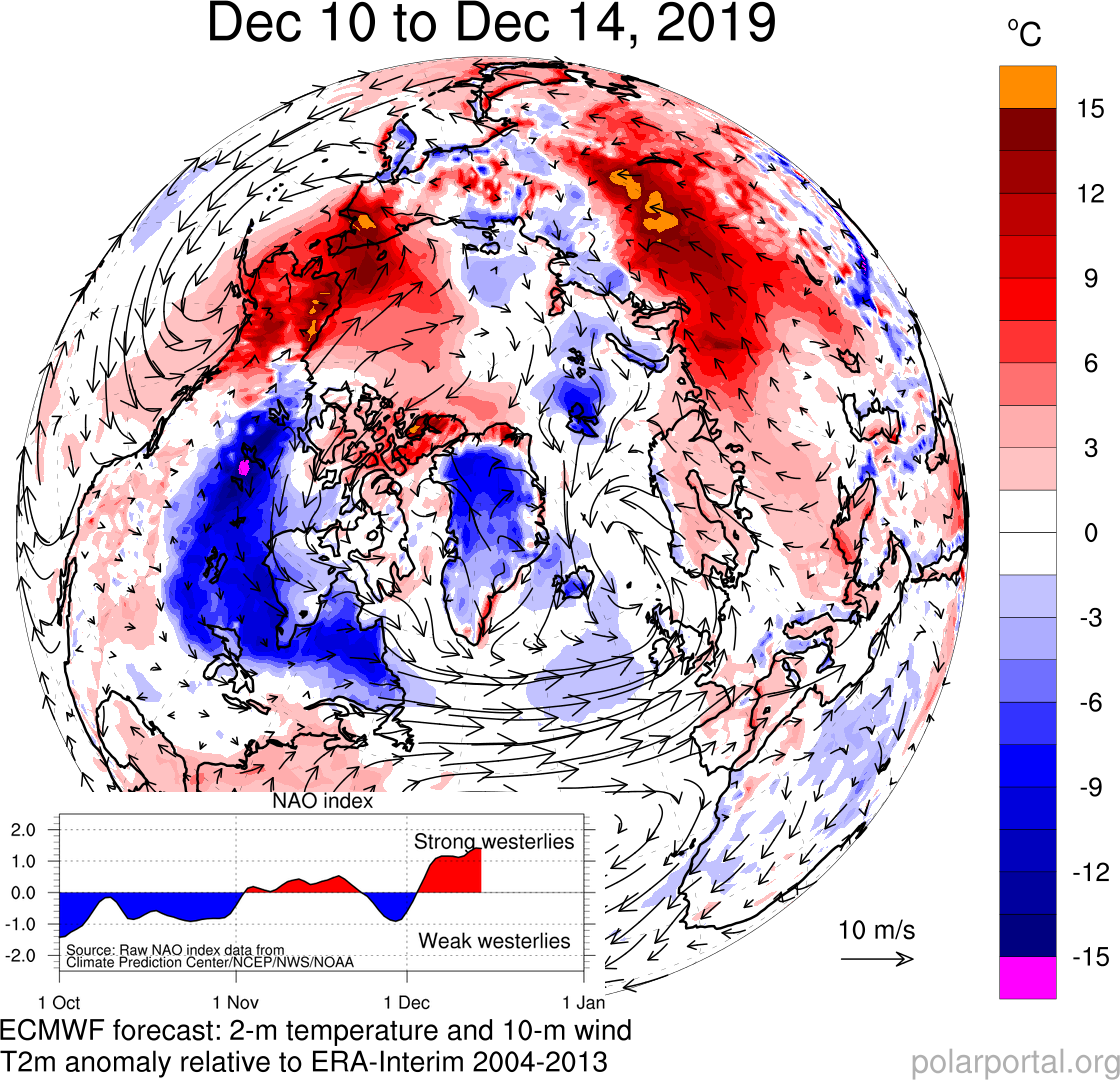 Dec 10 to Dec 14, 2019
°C
15
12
9
6
3
0
-3
-6
-9
-12
-15
10 m/s
NAO index
2.0
1.0
0.0
-1.0
-2.0
Strong westerlies
Weak westerlies
Source: Raw NAO index data from
Climate Prediction Center/NCEP/NWS/NOAA
1 Oct
1 Nov
1 Dec
1 Jan
ECMWF forecast: 2-m temperature and 10-m wind
T2m anomaly relative to ERA-Interim 2004-2013
polarportal.org